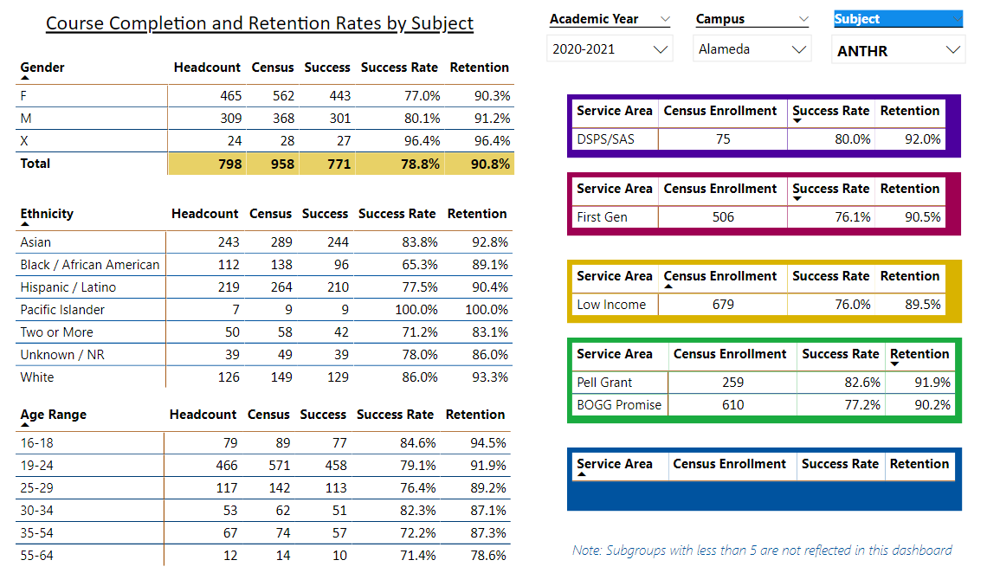 Course Completion and Retention Rates by Subject
Academic Year Campus Subject
2020-2021 Alameda ANTHR
Gender Headcount Census Success Success Rate Retention
F 465 562 443 77.0% 90.3%
M 309 368 301 80.1% 91.2%
X 24 28 27 96.4% 96.4%
Total 798 958 771 78.8% 90.8%
Ethnicity Headcount Census Success Success Rate Retention
Asian 243 289 244 83.8% 92.8%
Black / African American 112 138 96 65.3% 89.1%
Hispanic / Latino 219 264 210 77.5% 90.4%
Pacific Islander 7 9 9 100.0% 100.0%
Two or More 50 58 42 71.2% 83.1%
Unknown / NR 39 49 39 78.0% 86.0%
White 126 149 129 86.0% 93.3%
Age Range Headcount Census Success Success Rate Retention
16-18 79 89 77 84.6% 94.5%
19-24 466 571 458 79.1% 91.9%
25-29 117 142 113 76.4% 89.2%
30-34 53 62 51 82.3% 87.1%
35-54 67 74 57 72.2% 87.3%
55-64 12 14 10 71.4% 78.6%
Service Area Census Enrollment Success Rate Retention
DSPS/SAS 75 80.0% 92.0%
Service Area Census Enrollment Success Rate Retention
First Gen 506 76.1% 90.5%
Service Area Census Enrollment Success Rate Retention
Low Income 679 76.0% 89.5%
Service Area Census Enrollment Success Rate Retention
Pell Grant 259 82.6% 91.9%
BOGG Promise 610 77.2% 90.2%
Service Area Census Enrollment Success Rate Retention
Note: Subgroups with less than 5 are not reflected in this dashboard